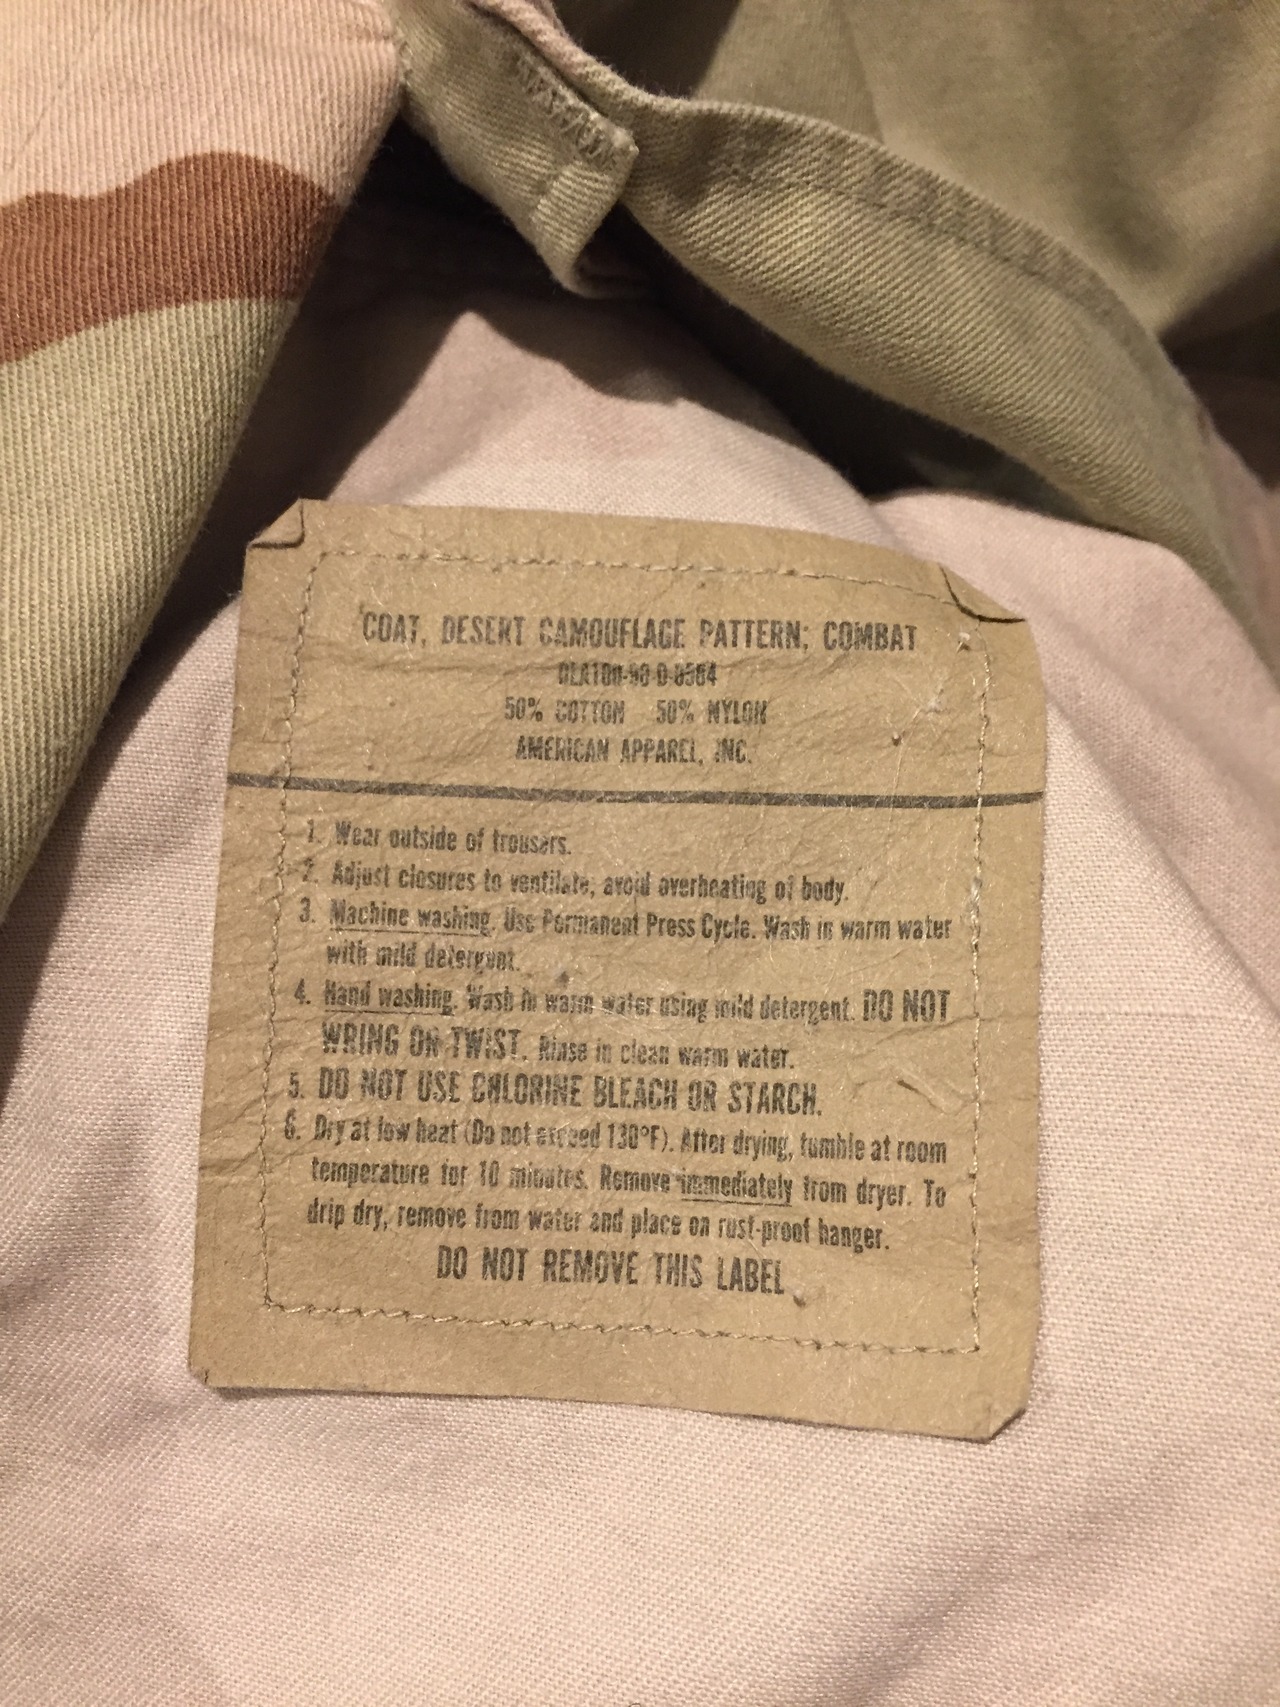 COAT, DESERT CAMOUFLAGE PATTERN; COMBAT
50% COTTON 50% NYLON
AMERICAN APPAREL, INC.
1. Wear outside of trousers.
2. Adjust closures to ventilate, avoid overheating of body.
3. Machine washing. Use Permanent Press Cycle. Wash in warm water
with mild detergent.
4. Hand washing. Wash in warm water using mild detergent. DO NOT
WRING OR TWIST. Rinse in clean warm water.
5. DO NOT USE CHLORINE BLEACH OR STARCH.
6. Dry at low heat (Do not exceed 130°F). After drying, tumble at room
temperature for 10 minutes. Remove immediately from dryer. To
drip dry, remove from water and place on rust-proof hanger.
DO NOT REMOVE THIS LABEL